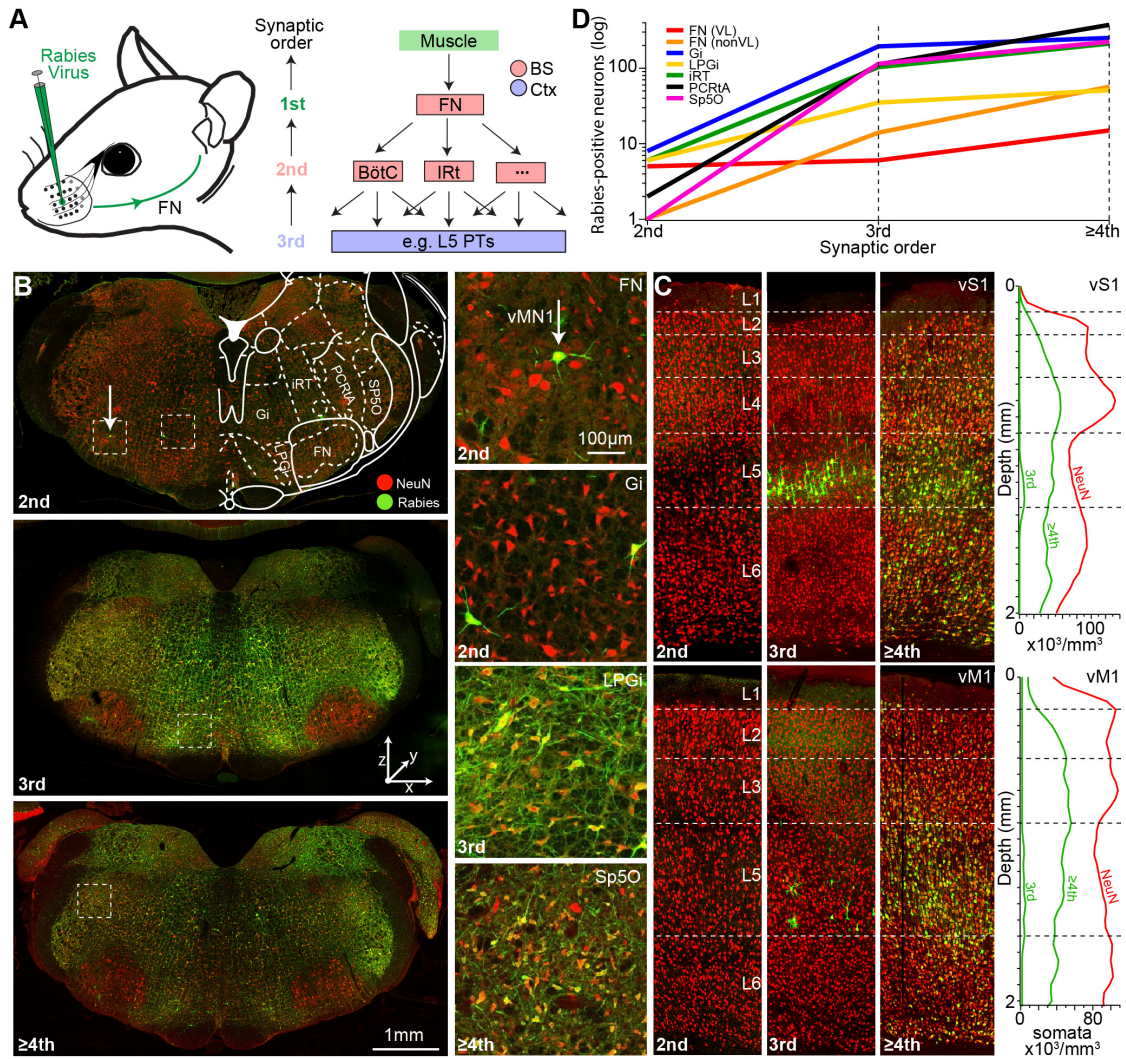 A
Rabies
Virus
FN
Synaptic
order
1st
2nd
3rd
Muscle
BS
Ctx
FN
BötC
IRt
...
e.g. L5 PTs
D
Rabies-positive neurons (log)
100
10
1
FN (VL)
FN (nonVL)
Gi
LPGi
iRT
PCRtA
Sp5O
2nd
3rd
≥4th
Synaptic order
B
iRT
PCRtA
SP5O
Gi
LPGi
FN
NeuN
Rabies
2nd
3rd
z
y
x
≥4th
1mm
FN
vMN1
100µm
2nd
Gi
2nd
LPGi
3rd
Sp5O
≥4th
C
vS1
L1
L2
L3
L4
L5
L6
2nd
3rd
≥4th
vS1
0
Depth (mm)
3rd
≥4th
NeuN
2
0
100
x10³/mm³
vM1
L1
L2
L3
L5
L6
2nd
3rd
≥4th
vM1
0
Depth (mm)
3rd
≥4th
NeuN
2
0
80
somata
x10³/mm³